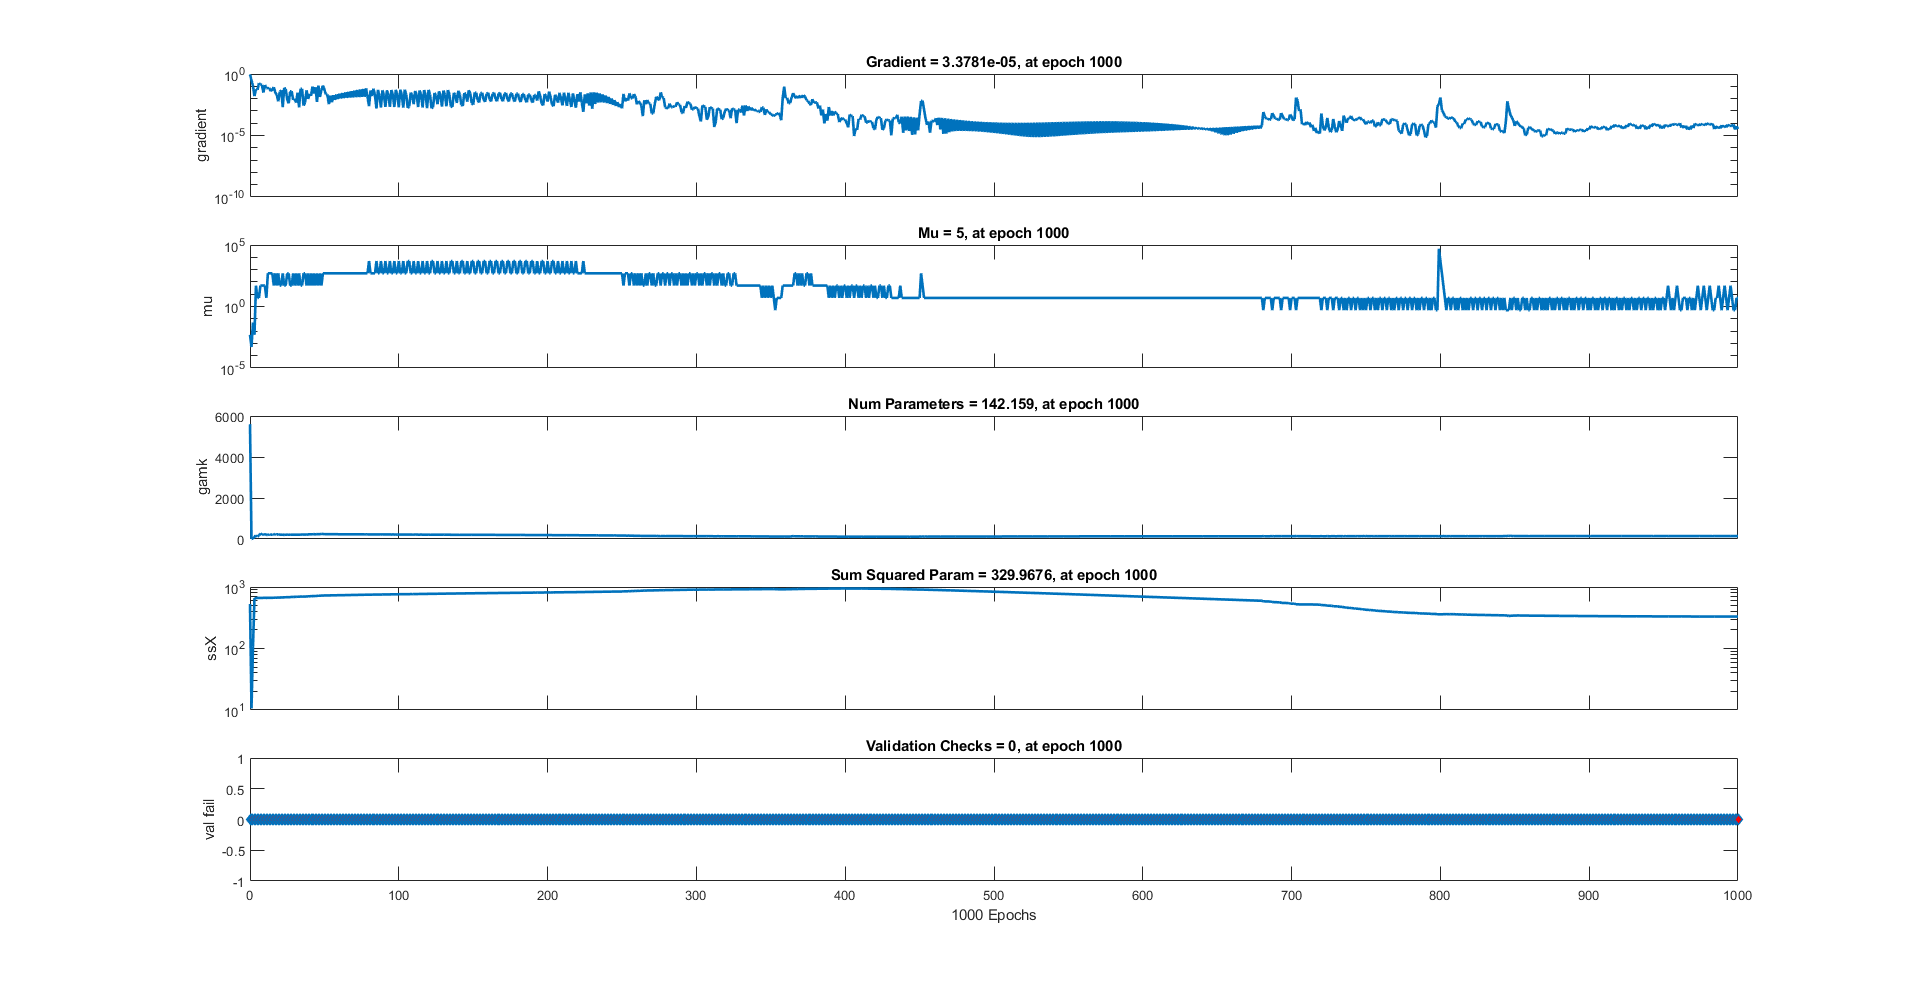 Gradient = 3.3781e-05, at epoch 1000
gradient
10^0
10^-5
10^-10
Mu = 5, at epoch 1000
mu
10^5
10^0
10^-5
Num Parameters = 142.159, at epoch 1000
gamk
6000
4000
2000
0
Sum Squared Param = 329.9676, at epoch 1000
ssX
10^3
10^2
10^1
Validation Checks = 0, at epoch 1000
val fail
1
0.5
0
-0.5
-1
0 100 200 300 400 500 600 700 800 900 1000
1000 Epochs